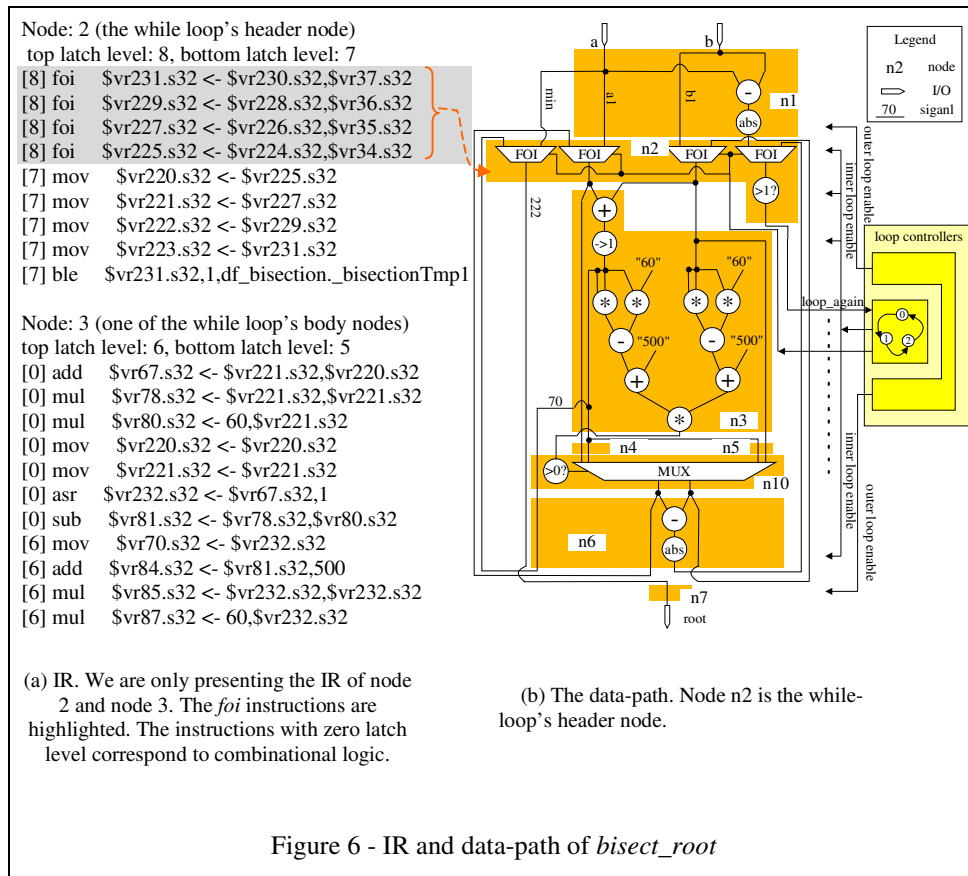 Node: 2 (the while loop's header node)
top latch level: 8, bottom latch level: 7
[8] foi $vr231.s32 <- $vr230.s32,$vr37.s32
[8] foi $vr229.s32 <- $vr228.s32,$vr36.s32
[8] foi $vr227.s32 <- $vr226.s32,$vr35.s32
[8] foi $vr225.s32 <- $vr224.s32,$vr34.s32
[7] mov $vr220.s32 <- $vr225.s32
[7] mov $vr221.s32 <- $vr227.s32
[7] mov $vr222.s32 <- $vr229.s32
[7] mov $vr223.s32 <- $vr231.s32
[7] ble $vr231.s32,1,df_bisection._bisectionTmp1
Node: 3 (one of the while loop's body nodes)
top latch level: 6, bottom latch level: 5
[0] add $vr67.s32 <- $vr221.s32,$vr220.s32
[0] mul $vr78.s32 <- $vr221.s32,$vr221.s32
[0] mul $vr80.s32 <- 60,$vr221.s32
[0] mov $vr220.s32 <- $vr220.s32
[0] mov $vr221.s32 <- $vr221.s32
[0] asr $vr232.s32 <- $vr67.s32,1
[0] sub $vr81.s32 <- $vr78.s32,$vr80.s32
[6] mov $vr70.s32 <- $vr232.s32
[6] add $vr84.s32 <- $vr81.s32,500
[6] mul $vr85.s32 <- $vr232.s32,$vr232.s32
[6] mul $vr87.s32 <- 60,$vr232.s32
(a) IR. We are only presenting the IR of node
2 and node 3. The foi instructions are
highlighted. The instructions with zero latch
level correspond to combinational logic.
a
b
min
a1
b1
-
n1
abs
FOI
FOI
n2
FOI
FOI
>1?
222
+
->1
"60"
"60"
*
*
*
*
-
"500"
-
"500"
+
+
*
70
n3
n4
n5
>0?
MUX
n10
-
n6
abs
n7
root
outer loop enable
inner loop enable
loop_again
inner loop enable
outer loop enable
loop controllers
0
1
2
Legend
n2 node
I/O
70 siganl
(b) The data-path. Node n2 is the while-
loop's header node.
Figure 6 - IR and data-path of bisect_root